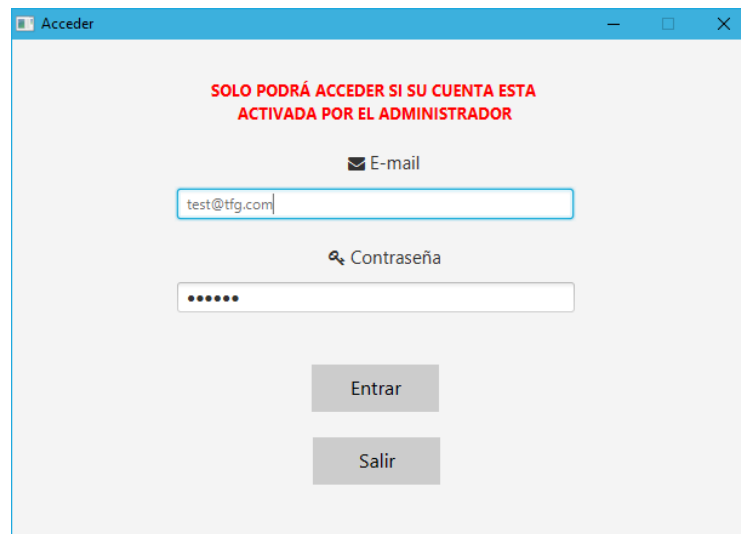 Acceder
SOLO PODRÁ ACCEDER SI SU CUENTA ESTA
ACTIVADA POR EL ADMINISTRADOR
E-mail
test@tfg.com
Contraseña
••••••
Entrar
Salir